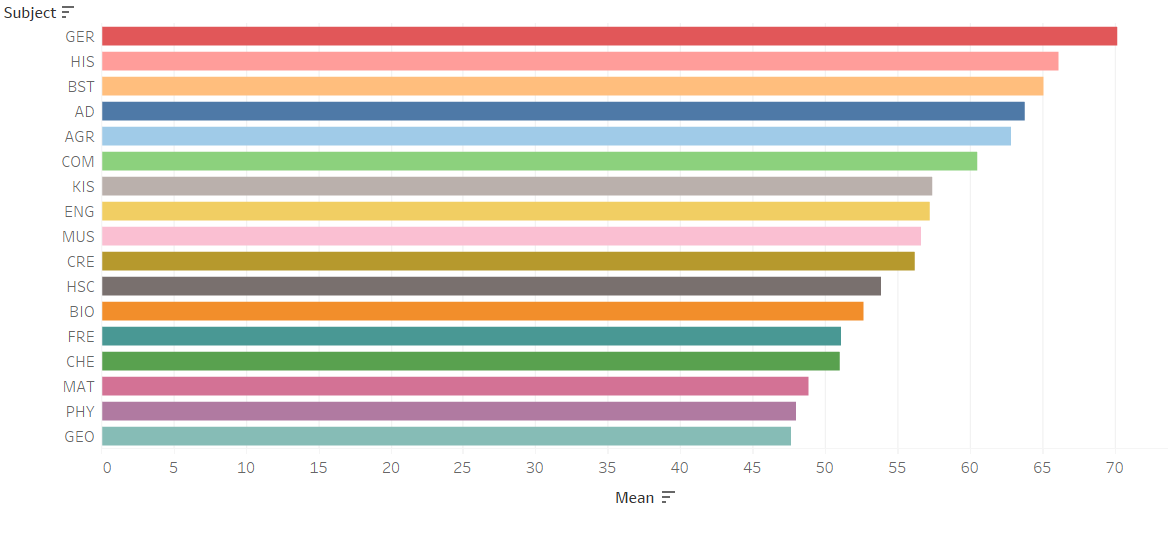 Subject
GER
HIS
BST
AD
AGR
COM
KIS
ENG
MUS
CRE
HSC
BIO
FRE
CHE
MAT
PHY
GEO
0 5 10 15 20 25 30 35 40 45 50 55 60 65 70
Mean